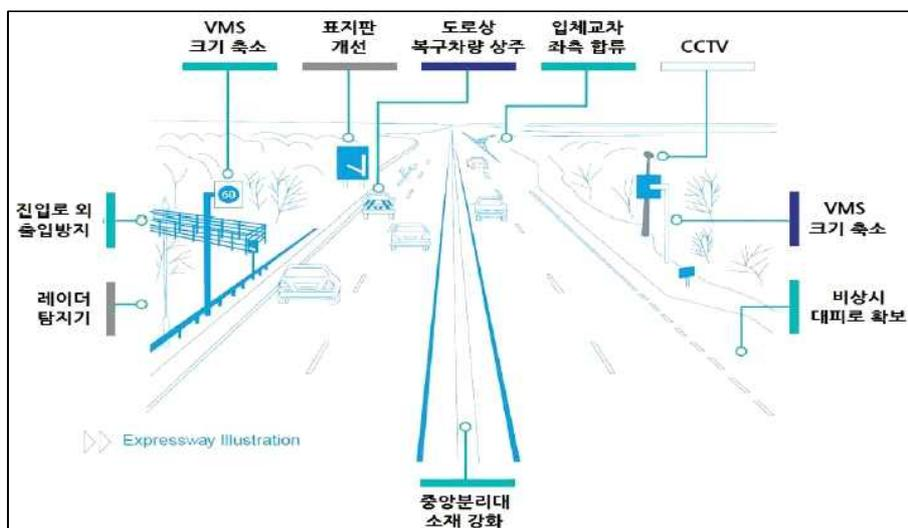 VMS
크기 축소
표지판
개선
도로상
복구차량 상주
입체교차
좌측 합류
CCTV
60
진입로 외
출입방지
VMS
크기 축소
레이더
탐지기
비상시
대피로 확보
Expressway Illustration
중앙분리대
소재 강화